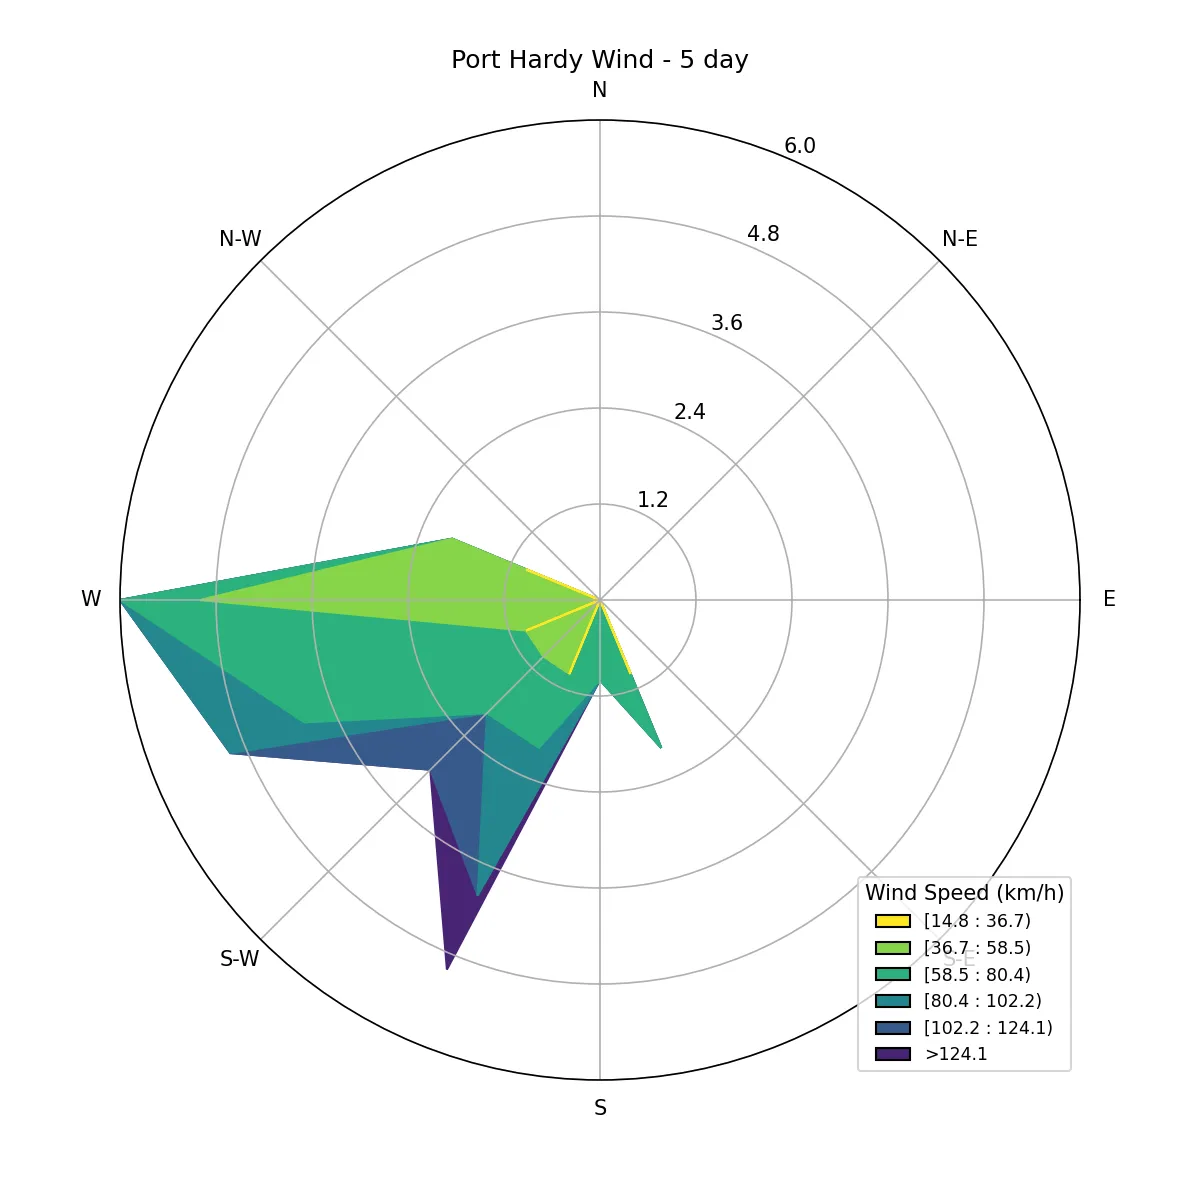 Port Hardy Wind - 5 day
N
6.0
N-W
N-E
4.8
3.6
2.4
1.2
W
E
S-W
S-E
Wind Speed (km/h)
[14.8 : 36.7)
[36.7 : 58.5)
[58.5 : 80.4)
[80.4 : 102.2)
[102.2 : 124.1)
>124.1
S